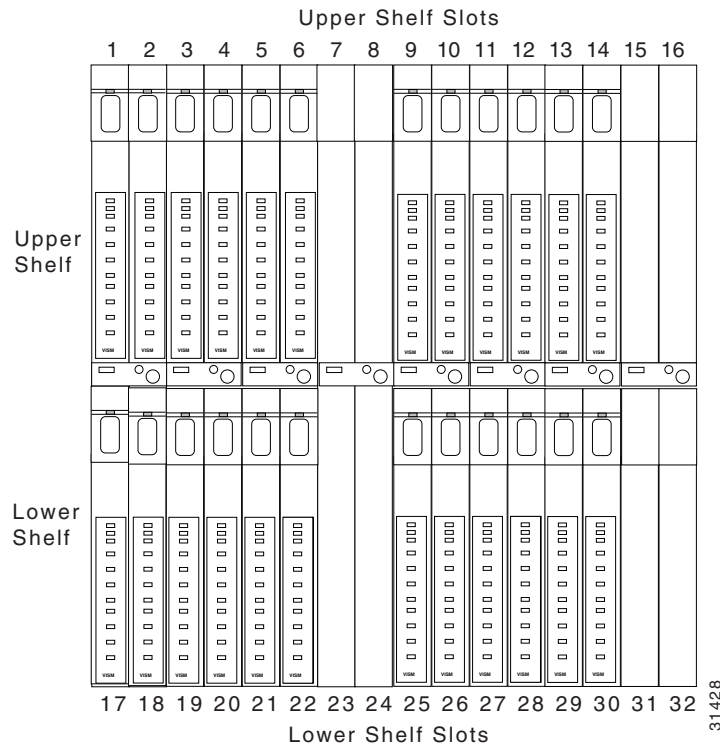 Upper Shelf Slots
1 2 3 4 5 6 7 8 9 10 11 12 13 14 15 16
Upper
Shelf
VISM VISM VISM VISM VISM VISM VISM VISM VISM VISM VISM VISM
Lower
Shelf
VISM VISM VISM VISM VISM VISM VISM VISM VISM VISM VISM VISM
17 18 19 20 21 22 23 24 25 26 27 28 29 30 31 32
Lower Shelf Slots
31428